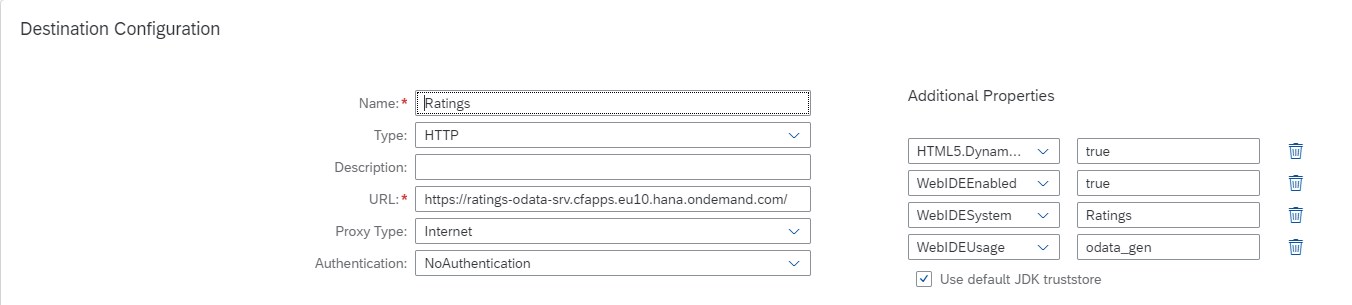 Destination Configuration
Name:* Ratings
Type: HTTP
Description:
URL:* https://ratings-odata-srv.cfapps.eu10.hana.ondemand.com/
Proxy Type: Internet
Authentication: NoAuthentication
Additional Properties
HTML5.Dynam... true
WebIDEEnabled true
WebIDESystem Ratings
WebIDEUsage odata_gen
Use default JDK truststore